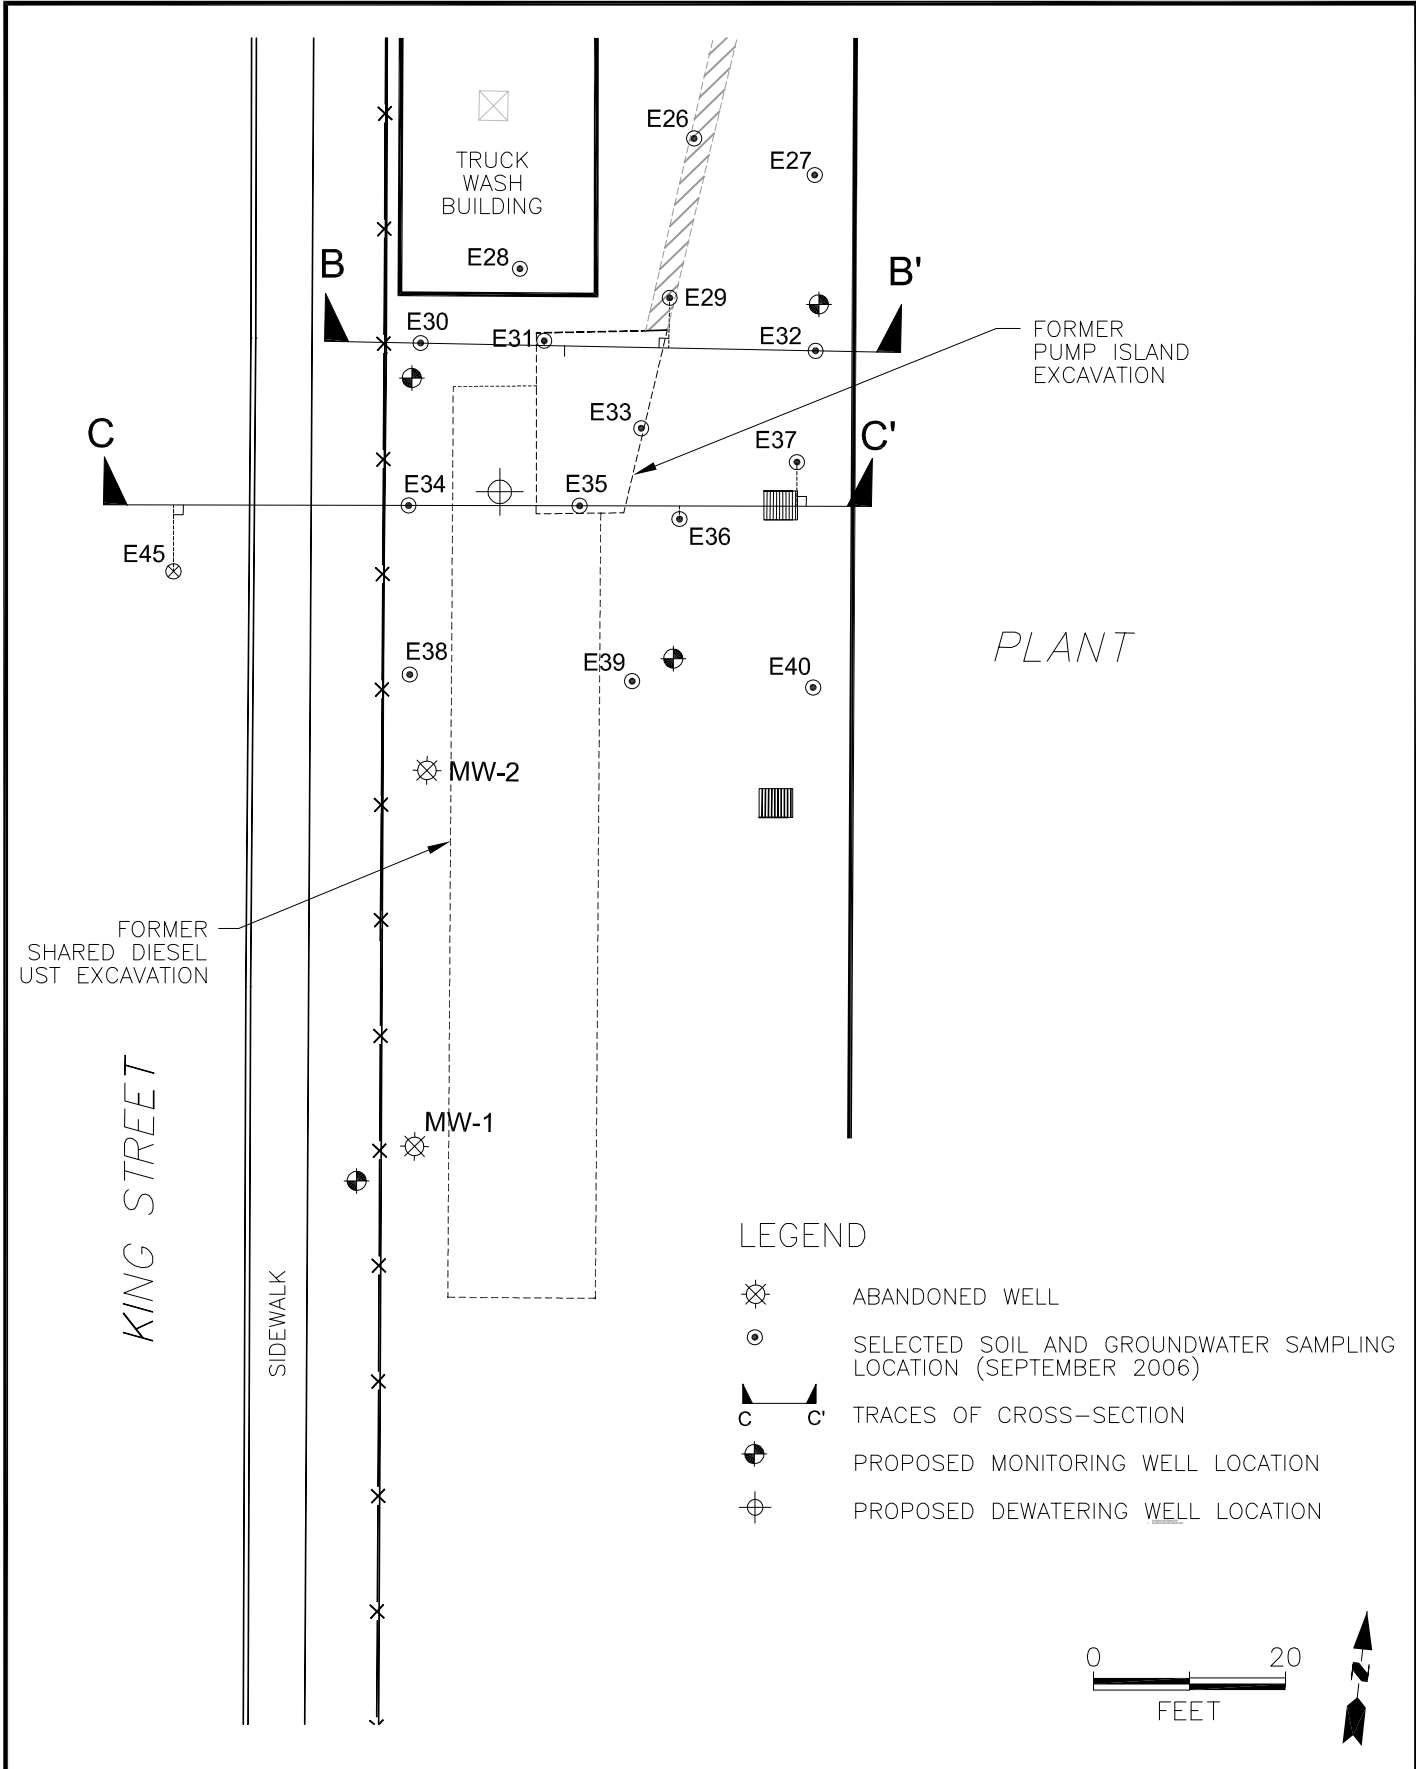 E26
E27
TRUCK
WASH
BUILDING
E28
B
B'
E29
E30
E31
E32
FORMER
PUMP ISLAND
EXCAVATION
E33
C
C'
E37
E34
E35
E36
E45
PLANT
E38
E39
E40
MW-2
FORMER
SHARED DIESEL
UST EXCAVATION
MW-1
KING STREET
SIDEWALK
LEGEND
ABANDONED WELL
SELECTED SOIL AND GROUNDWATER SAMPLING
LOCATION (SEPTEMBER 2006)
C C' TRACES OF CROSS-SECTION
PROPOSED MONITORING WELL LOCATION
PROPOSED DEWATERING WELL LOCATION
0 20
FEET
N